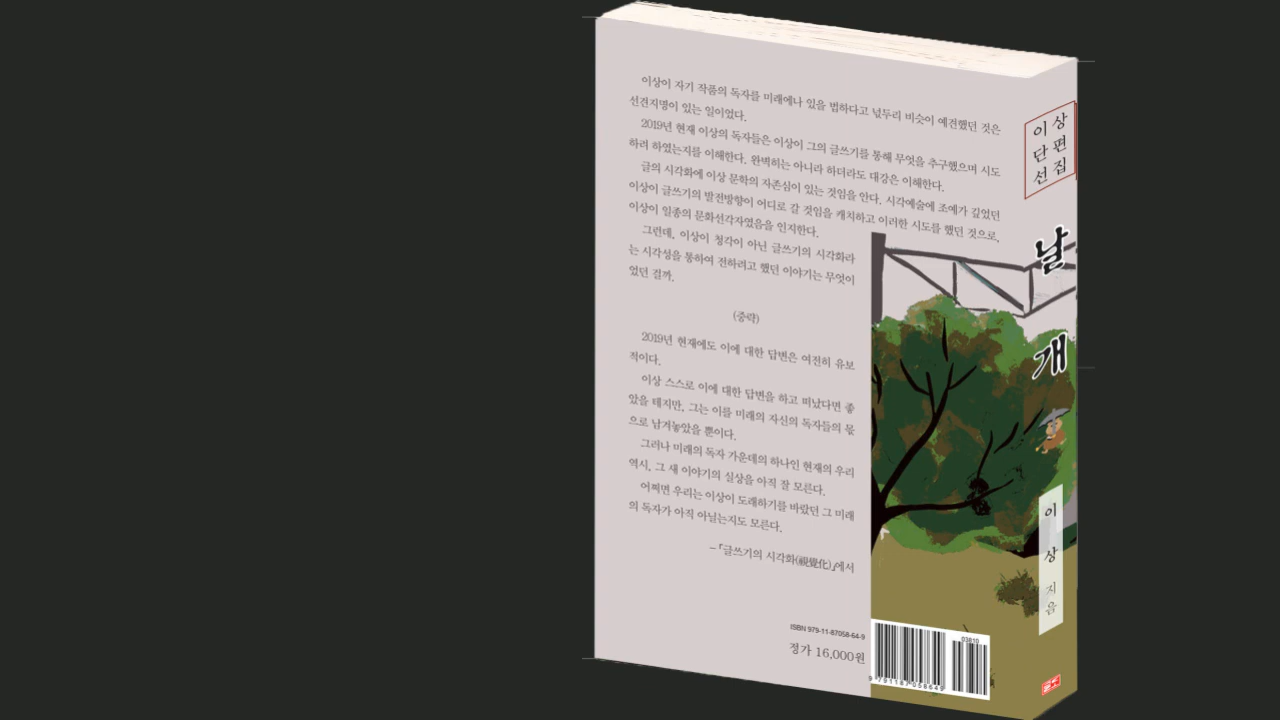 이상이 자기 작품의 독자를 미래에나 있을 법하다고 넋두리 비슷이 예견했던 것은
선견지명이 있는 일이었다.
2019년 현재 이상의 독자들은 이상이 그의 글쓰기를 통해 무엇을 추구했으며 시도
하려 하였는지를 이해한다. 완벽히는 아니라 하더라도 대강은 이해한다.
글의 시각화에 이상 문학의 자존심이 있는 것임을 안다. 시각예술에 조예가 깊었던
이상이 글쓰기의 발전방향이 어디로 갈 것임을 캐치하고 이러한 시도를 했던 것으로,
이상이 일종의 문화선각자였음을 인지한다.
그런데, 이상이 청각이 아닌 글쓰기의 시각화라
는 시각성을 통하여 전하려고 했던 이야기는 무엇이
었던 걸까.
(중략)
2019년 현재에도 이에 대한 답변은 여전히 유보
적이다.
이상 스스로 이에 대한 답변을 하고 떠났다면 좋
았을 테지만, 그는 이를 미래의 자신의 독자들의 몫
으로 남겨놓았을 뿐이다.
그러나 미래의 독자 가운데의 하나인 현재의 우리
역시, 그 새 이야기의 실상을 아직 잘 모른다.
어쩌면 우리는 이상이 도래하기를 바랐던 그 미래
의 독자가 아직 아닐는지도 모른다.
–『글쓰기의 시각화(視覺化)』에서
ISBN 979-11-87058-64-9
정가 16,000원
03810
9 791187 058649
이상
단편
선집
날
개
이
상
지
음